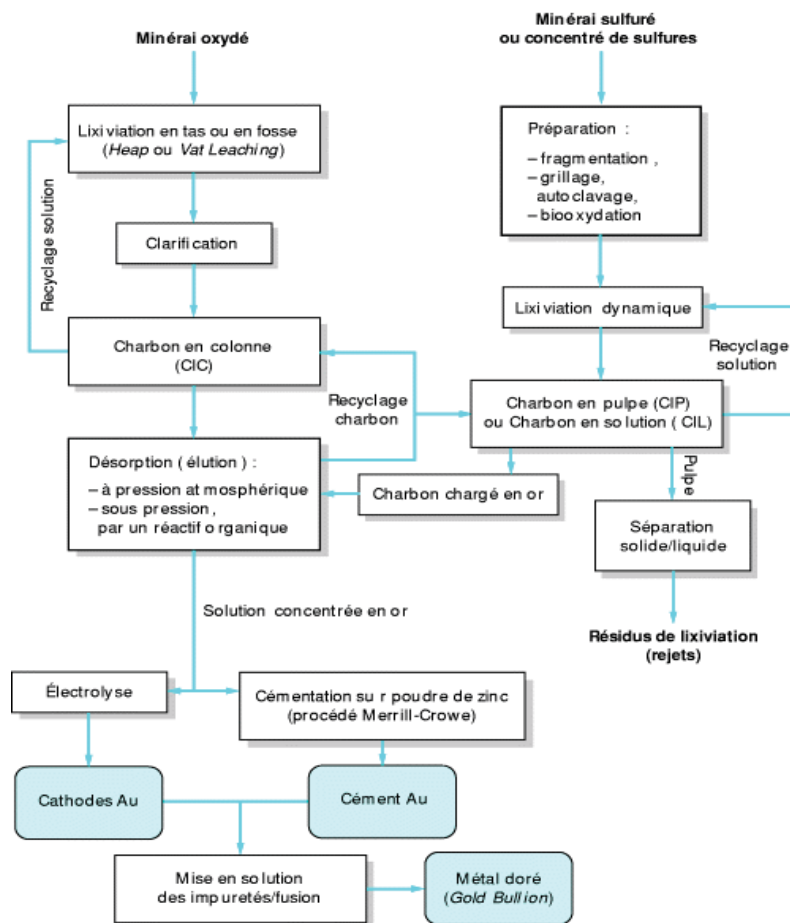 Minérai oxydé
Lixiviation en tas ou en fosse
(Heap ou Vat Leaching)
Recyclage solution
Clarification
Charbon en colonne
(CIC)
Recyclage
charbon
Désorption (élution) :
– à pression atmosphérique
– sous pression,
par un réactif organique
Solution concentrée en or
Minérai sulfuré
ou concentré de sulfures
Préparation :
– fragmentation,
– grillage,
autoclavage,
– biooxydation
Lixiviation dynamique
Recyclage
solution
Charbon en pulpe (CIP)
ou Charbon en solution (CIL)
Charbon chargé en or
Pulpe
Séparation
solide/liquide
Résidus de lixiviation
(rejets)
Électrolyse
Cémentation sur poudre de zinc
(procédé Merrill-Crowe)
Cathodes Au
Cément Au
Mise en solution
des impuretés/fusion
Métal doré
(Gold Bullion)